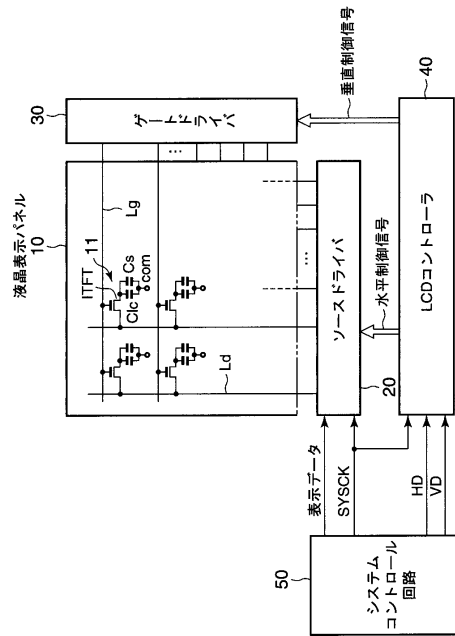 液晶表示パネル
10
30
ゲートドライバ
⋮
Lg
ITFT
11
Cs
Clc
com
Ld
…
ソースドライバ
20
垂直制御信号
水平制御信号
40
LCDコントローラ
表示データ
SYSCK
HD
VD
50
システム
コントロール
回路